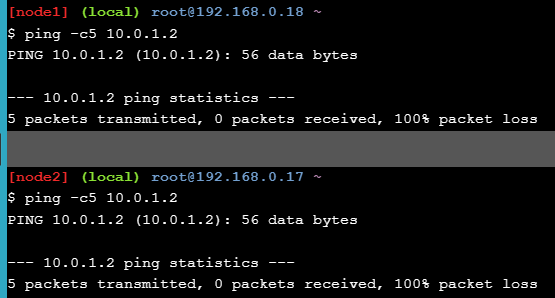 [node1] (local) root@192.168.0.18 ~
$ ping -c5 10.0.1.2
PING 10.0.1.2 (10.0.1.2): 56 data bytes
--- 10.0.1.2 ping statistics ---
5 packets transmitted, 0 packets received, 100% packet loss
[node2] (local) root@192.168.0.17 ~
$ ping -c5 10.0.1.2
PING 10.0.1.2 (10.0.1.2): 56 data bytes
--- 10.0.1.2 ping statistics ---
5 packets transmitted, 0 packets received, 100% packet loss